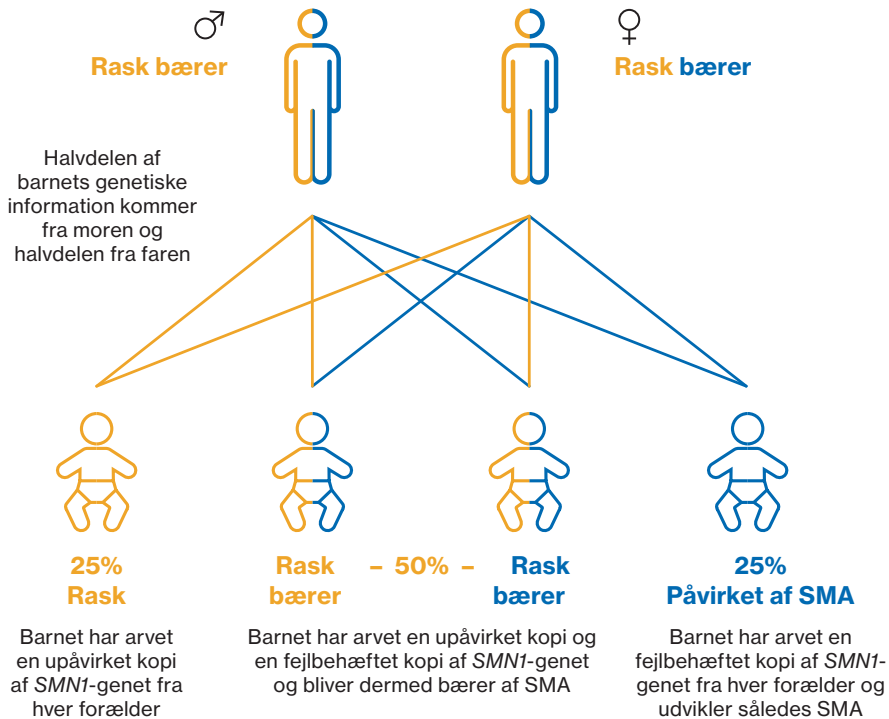 ♂
Rask bærer
♀
Rask bærer
Halvdelen af
barnets genetiske
information kommer
fra moren og
halvdelen fra faren
25%
Rask
Barnet har arvet
en upåvirket kopi
af SMN1-genet fra
hver forælder
Rask – 50% – Rask
bærer bærer
Barnet har arvet en upåvirket kopi og
en fejlbehæftet kopi af SMN1-genet
og bliver dermed bærer af SMA
25%
Påvirket af SMA
Barnet har arvet en
fejlbehæftet kopi af SMN1-
genet fra hver forælder og
udvikler således SMA